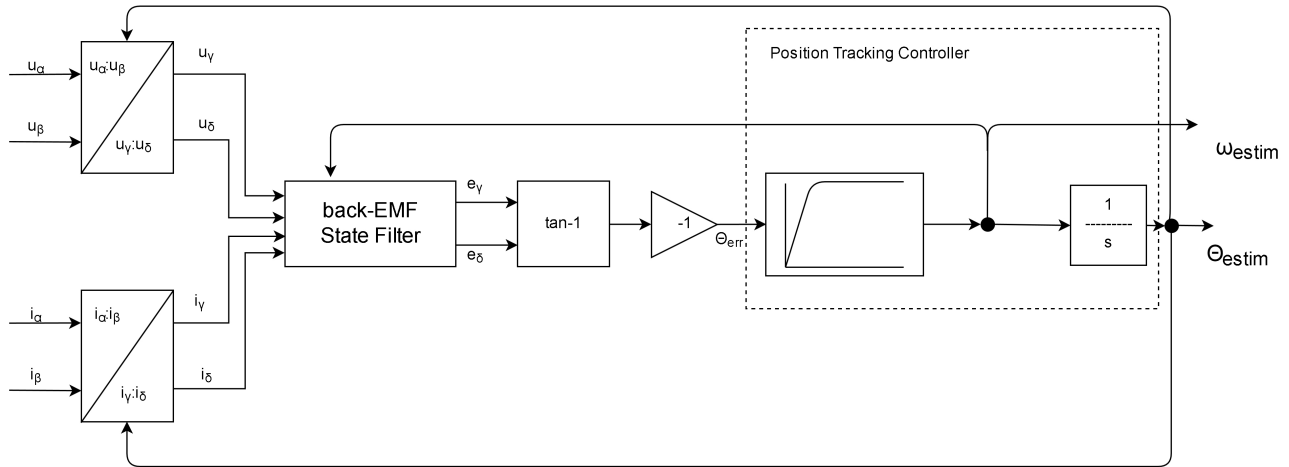 Position Tracking Controller
uα
uα:uβ
uγ
uβ
uγ:uδ
uδ
ωestim
back-EMF
State Filter
eγ
eδ
tan-1
-1
Θerr
1
--------
s
Θestim
iα
iα:iβ
iγ
iβ
iγ:iδ
iδ